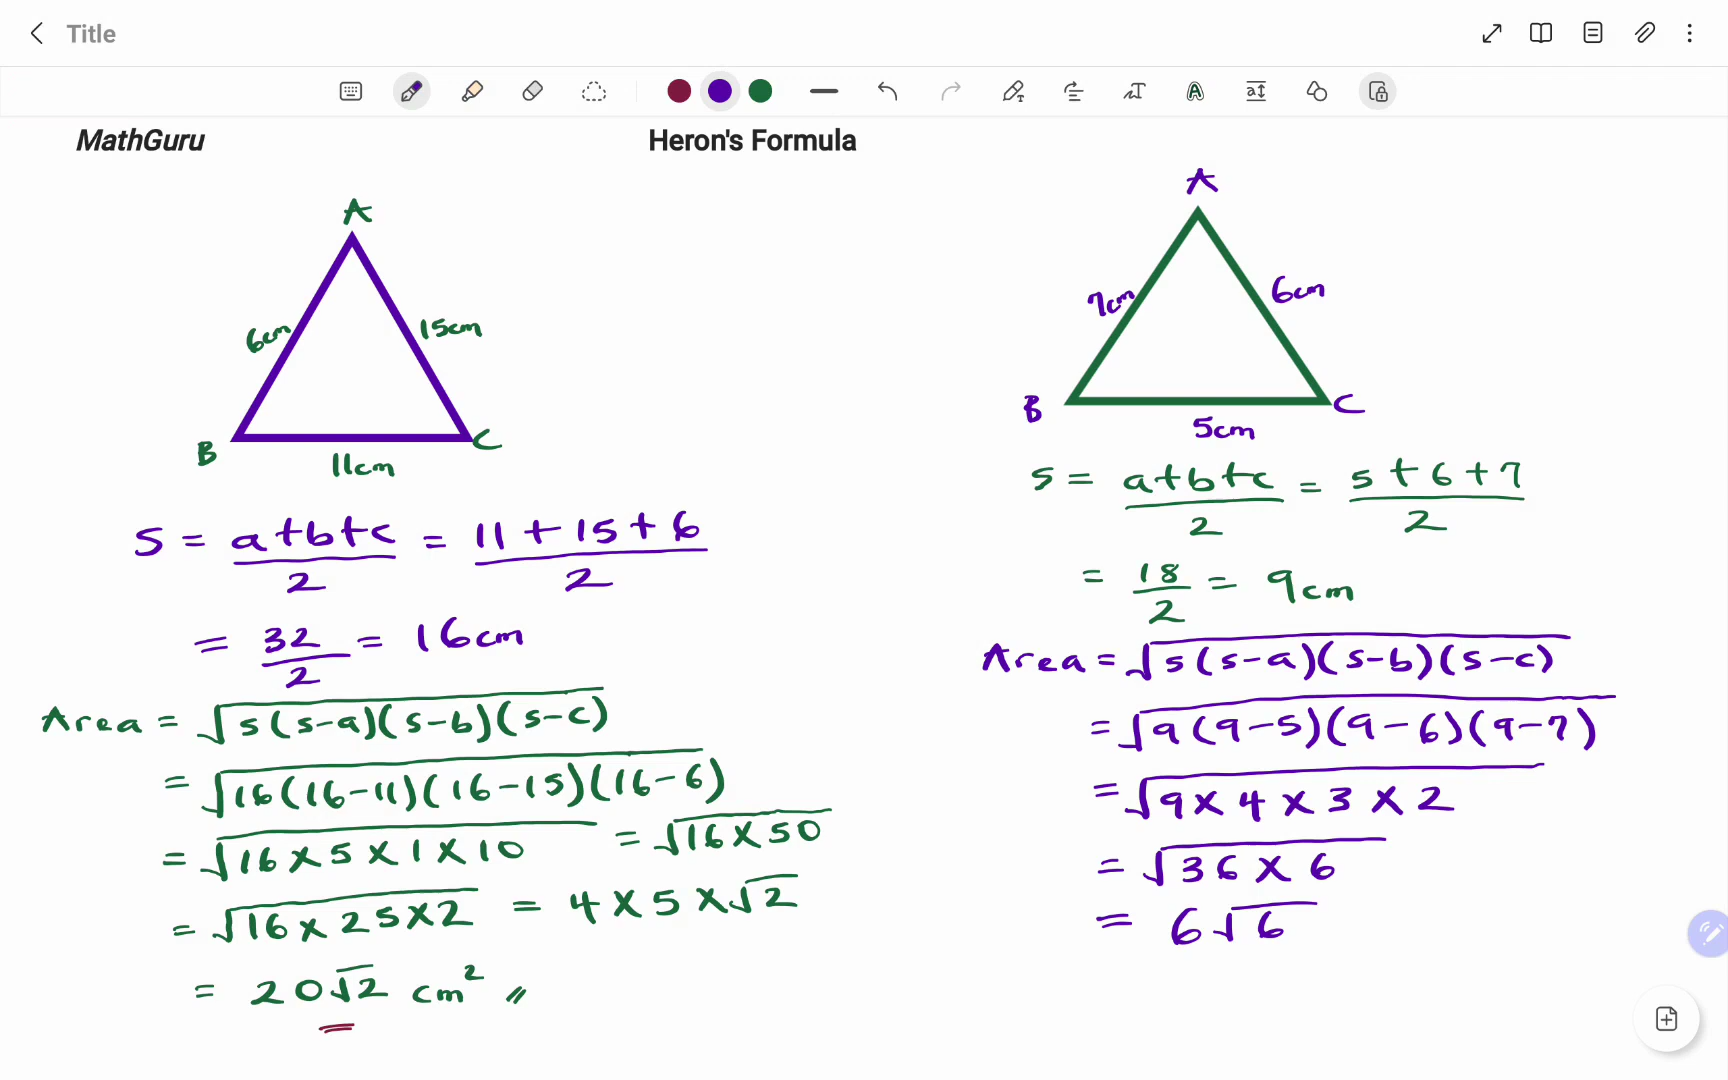 Title
MathGuru
Heron's Formula
A
6cm
15cm
B
C
11cm
S = a+b+c/2 = 11+15+6/2
= 32/2 = 16cm
Area = √s(s-a)(s-b)(s-c)
= √16(16-11)(16-15)(16-6)
= √16×5×1×10 = √16×50
= √16×25×2 = 4×5×√2
= 20√2 cm²
A
7cm
6cm
B
C
5cm
S = a+b+c/2 = 5+6+7/2
= 18/2 = 9cm
Area = √s(s-a)(s-b)(s-c)
= √9(9-5)(9-6)(9-7)
= √9×4×3×2
= √36×6
= 6√6